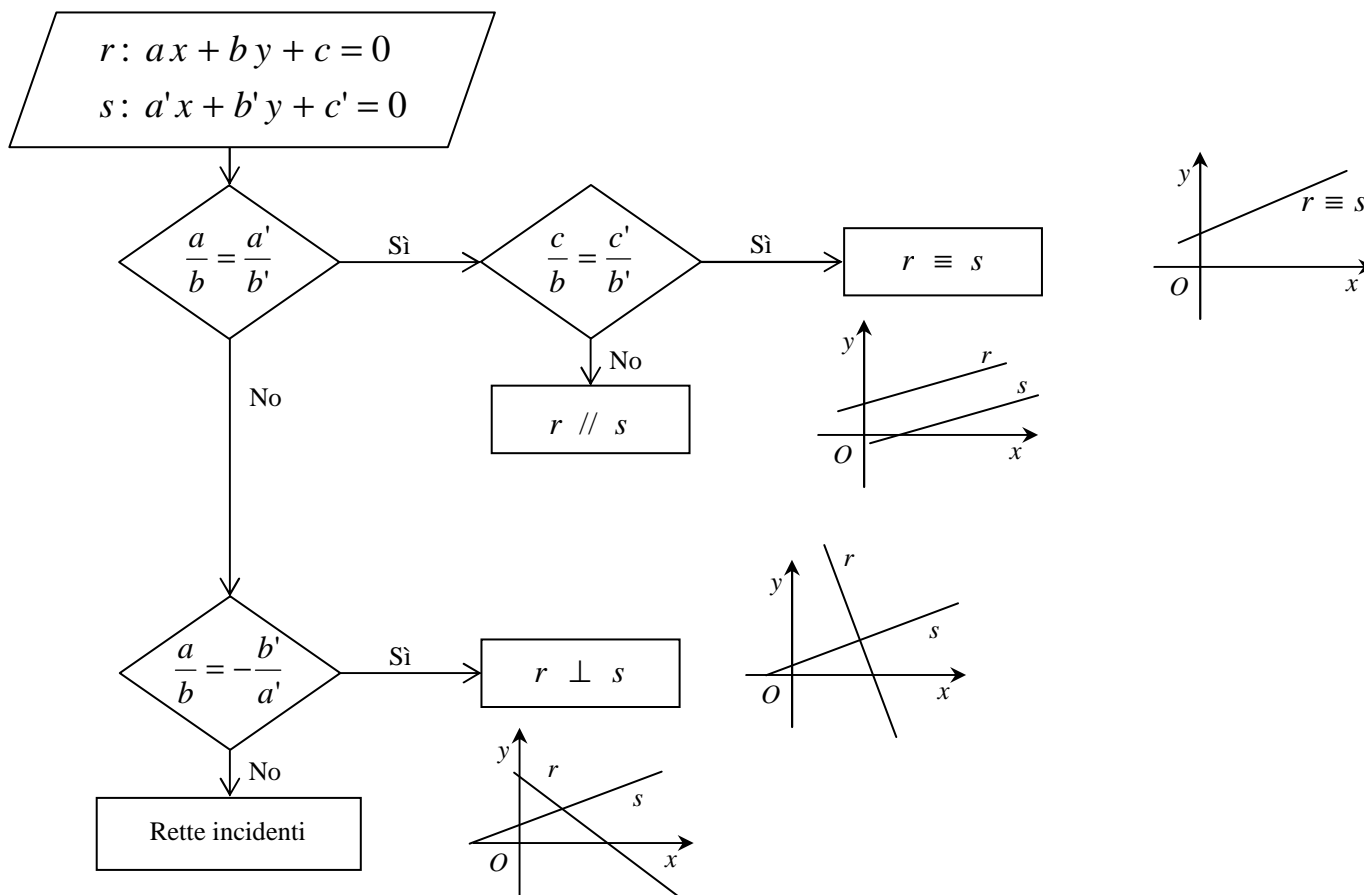 r: ax + by + c = 0
s: a'x + b'y + c' = 0
a/b = a'/b'
Sì
c/b = c'/b'
Sì
r ≡ s
y
r ≡ s
O
x
No
r // s
y
r
s
O
x
No
a/b = -b'/a'
Sì
r ⊥ s
y
r
s
O
x
No
Rette incidenti
y
r
s
O
x